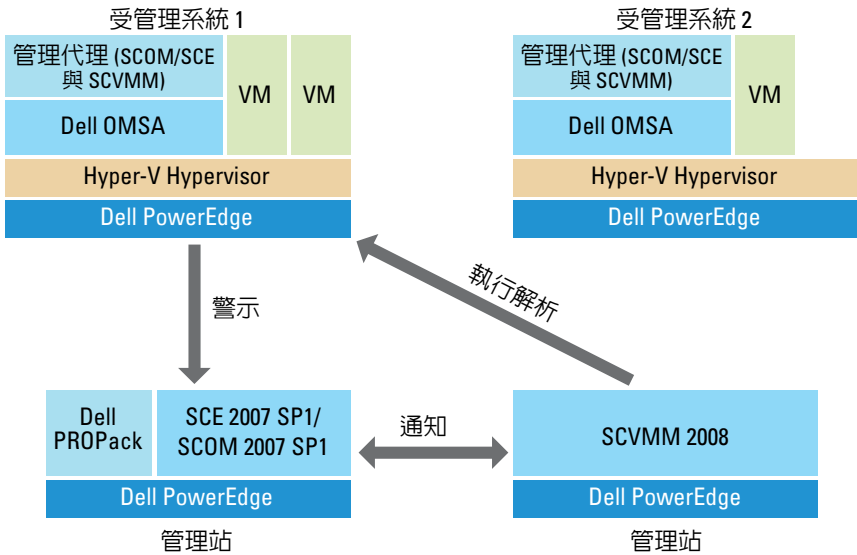 受管理系統 1
管理代理 (SCOM/SCE
與 SCVMM)
VM
VM
Dell OMSA
Hyper-V Hypervisor
Dell PowerEdge
受管理系統 2
管理代理 (SCOM/SCE
與 SCVMM)
VM
Dell OMSA
Hyper-V Hypervisor
Dell PowerEdge
警示
執行解析
Dell
PROPack
SCE 2007 SP1/
SCOM 2007 SP1
Dell PowerEdge
管理站
通知
SCVMM 2008
Dell PowerEdge
管理站